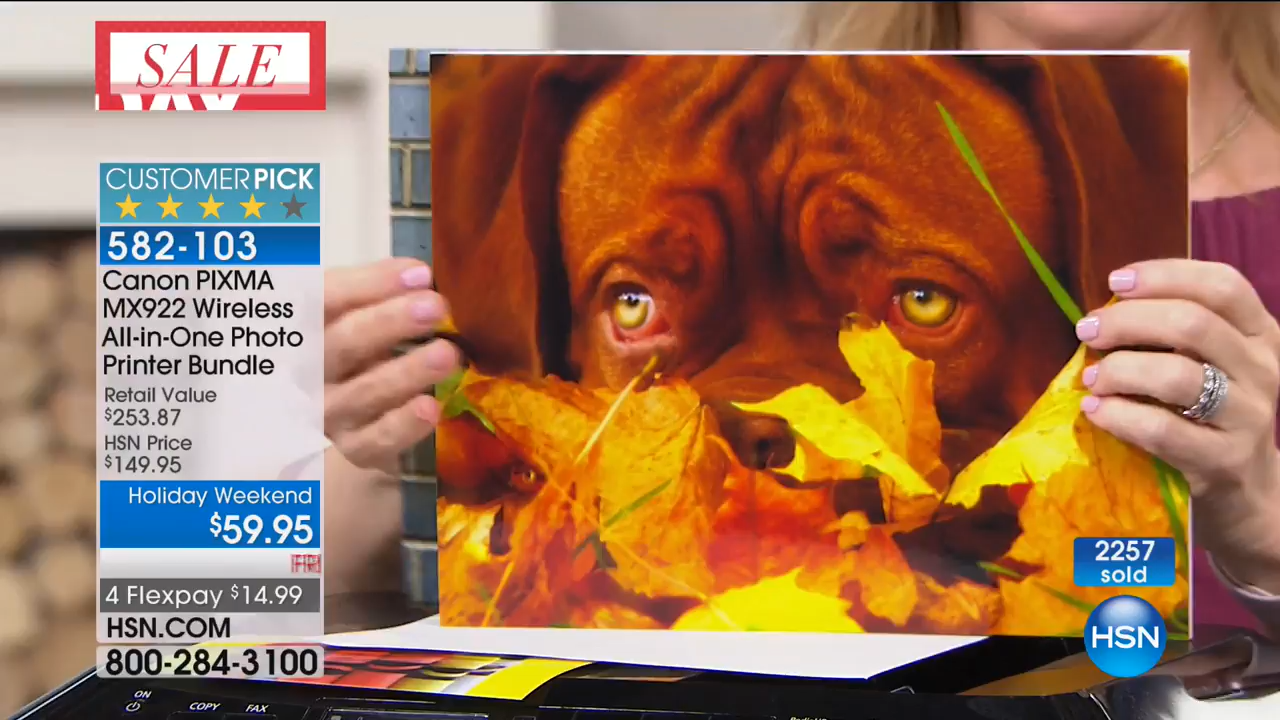 SALE
CUSTOMER PICK
582-103
Canon PIXMA
MX922 Wireless
All-in-One Photo
Printer Bundle
Retail Value
$253.87
HSN Price
$149.95
Holiday Weekend
$59.95
4 Flexpay $14.99
HSN.COM
800-284-3100
2257
sold
HSN
ON
COPY
FAX